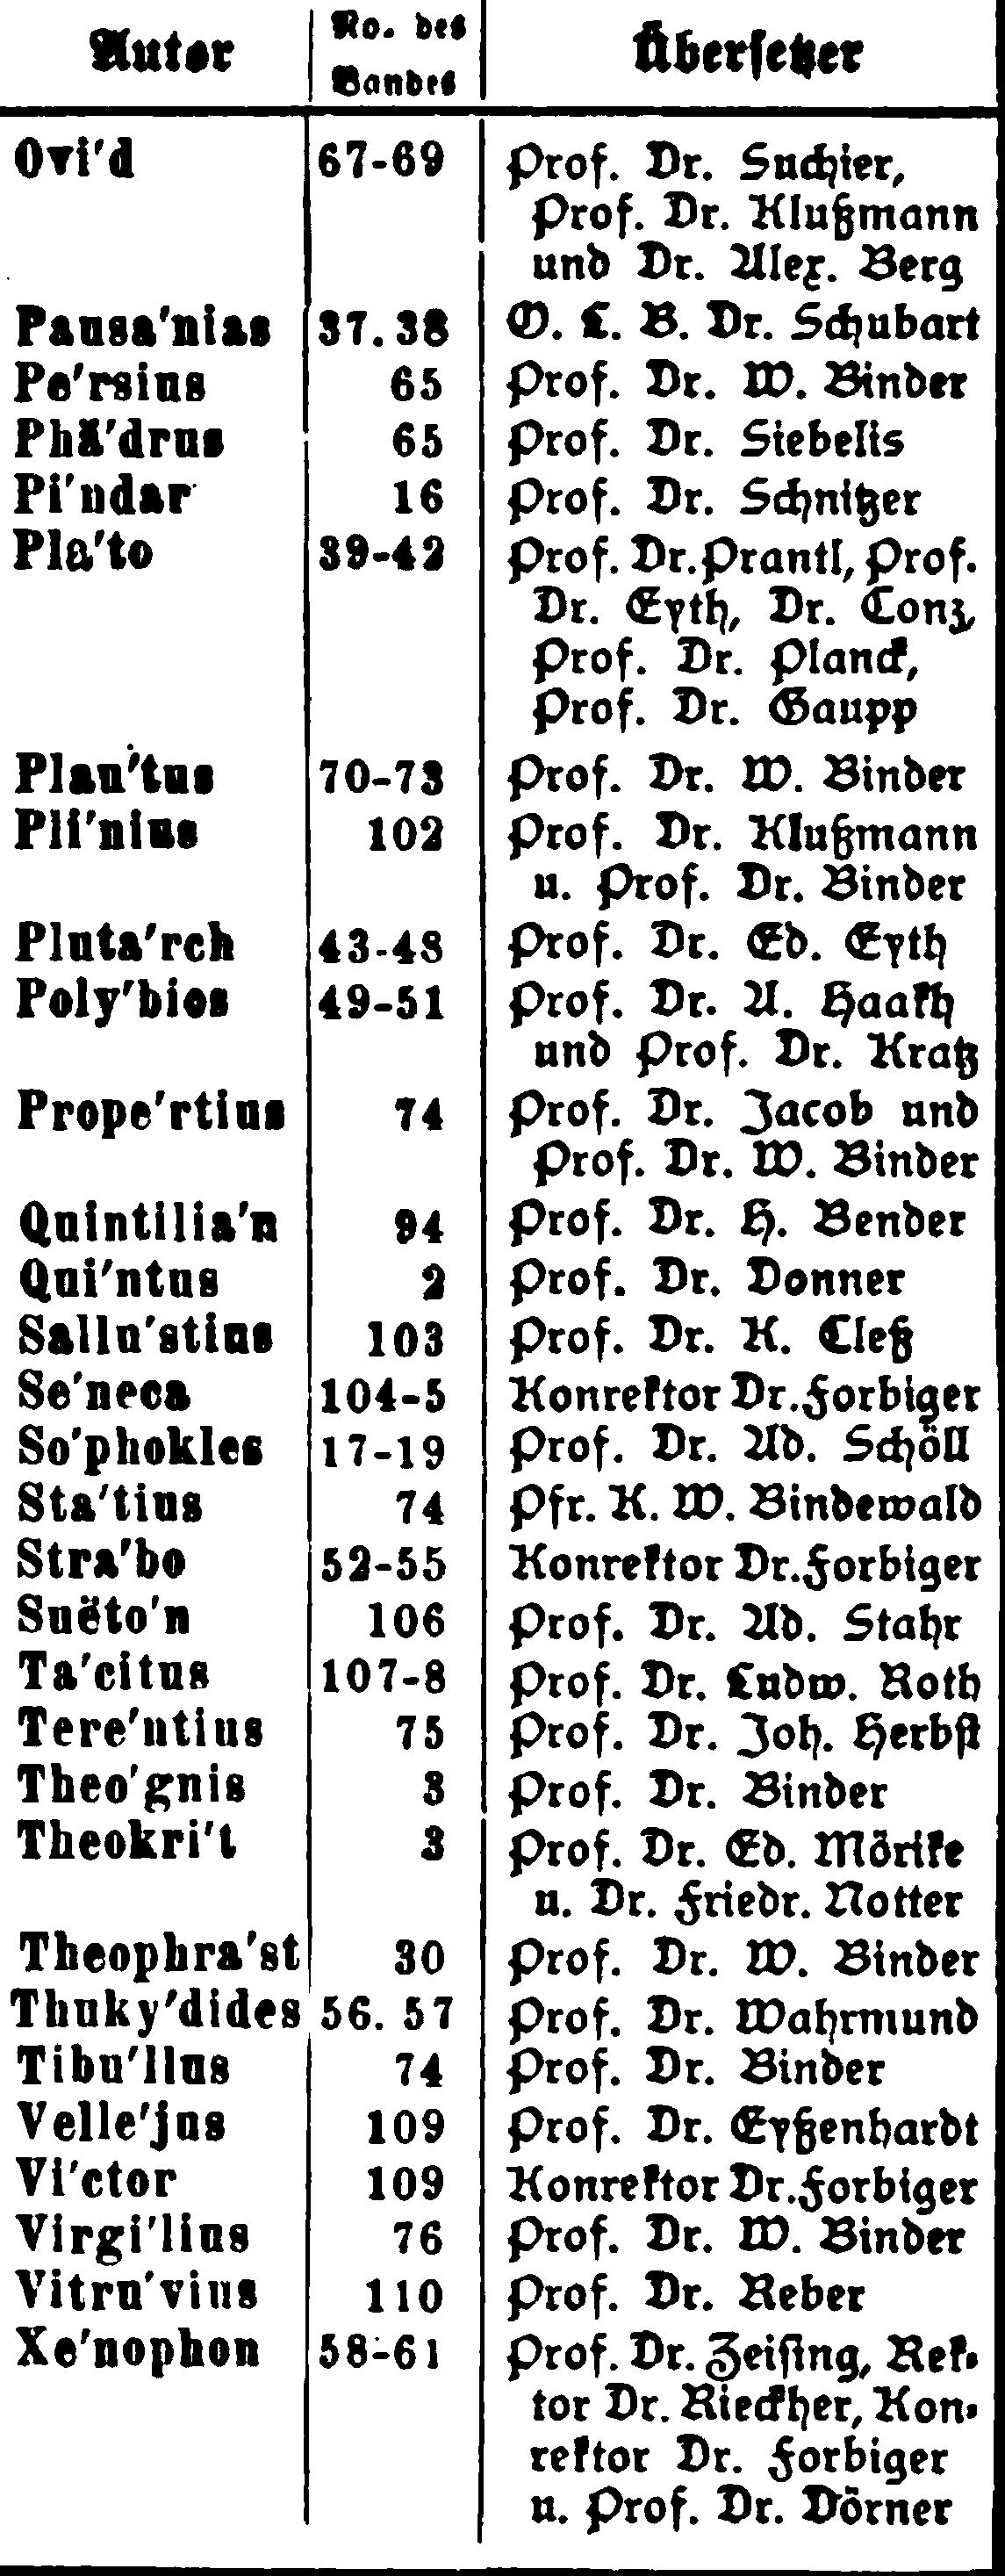 Autor No. des Bandes Übersetzer
Ovi'd 67-69 Prof. Dr. Suchier,
Prof. Dr. Klußmann
und Dr. Alex. Berg
Pausa'nias 37. 38 O. L. B. Dr. Schubart
Pe'rsius 65 Prof. Dr. W. Binder
Phä'drus 65 Prof. Dr. Siebelis
Pi'ndar 16 Prof. Dr. Schnitzer
Pla'to 39-42 Prof. Dr. Prantl, Prof.
Dr. Eyth, Dr. Conz,
Prof. Dr. Planck,
Prof. Dr. Gaupp
Plau'tus 70-73 Prof. Dr. W. Binder
Pli'nius 102 Prof. Dr. Klußmann
u. Prof. Dr. Binder
Pluta'rch 43-48 Prof. Dr. Ed. Eyth
Poly'bios 49-51 Prof. Dr. A. Haakh
und Prof. Dr. Kratz
Prope'rtius 74 Prof. Dr. Jacob und
Prof. Dr. W. Binder
Quintilia'n 94 Prof. Dr. H. Bender
Qui'ntus 2 Prof. Dr. Donner
Sallu'stius 103 Prof. Dr. K. Cleß
Se'neca 104-5 Konrektor Dr. Forbiger
So'phokles 17-19 Prof. Dr. Ad. Schöll
Sta'tius 74 Pfr. K. W. Bindewald
Stra'bo 52-55 Konrektor Dr. Forbiger
Suëto'n 106 Prof. Dr. Ad. Stahr
Ta'citus 107-8 Prof. Dr. Ludw. Roth
Tere'ntius 75 Prof. Dr. Joh. Herbst
Theo'gnis 3 Prof. Dr. Binder
Theokri't 3 Prof. Dr. Ed. Mörike
u. Dr. Friedr. Notter
Theophra'st 30 Prof. Dr. W. Binder
Thuky'dides 56. 57 Prof. Dr. Wahrmund
Tibu'llus 74 Prof. Dr. Binder
Velle'jus 109 Prof. Dr. Eyßenhardt
Vi'ctor 109 Konrektor Dr. Forbiger
Virgi'lius 76 Prof. Dr. W. Binder
Vitru'vius 110 Prof. Dr. Reber
Xe'nophon 58-61 Prof. Dr. Zeising, Rek-
tor Dr. Rieckher, Kon-
rektor Dr. Forbiger
u. Prof. Dr. Dörner